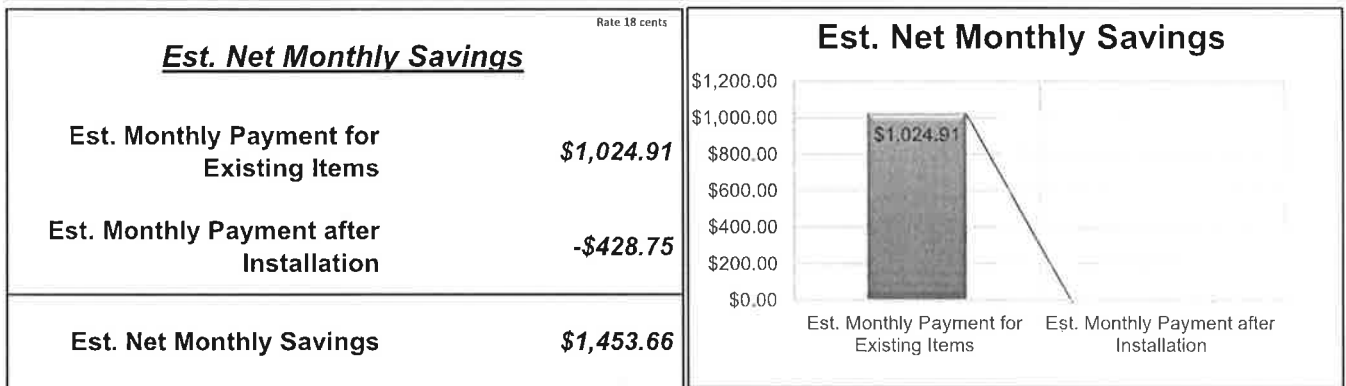 Rate 18 cents
Est. Net Monthly Savings
Est. Monthly Payment for
Existing Items
$1,024.91
Est. Monthly Payment after
Installation
-$428.75
Est. Net Monthly Savings
$1,453.66
Est. Net Monthly Savings
$1,200.00
$1,000.00
$800.00
$600.00
$400.00
$200.00
$0.00
$1,024.91
Est. Monthly Payment for
Existing Items
Est. Monthly Payment after
Installation